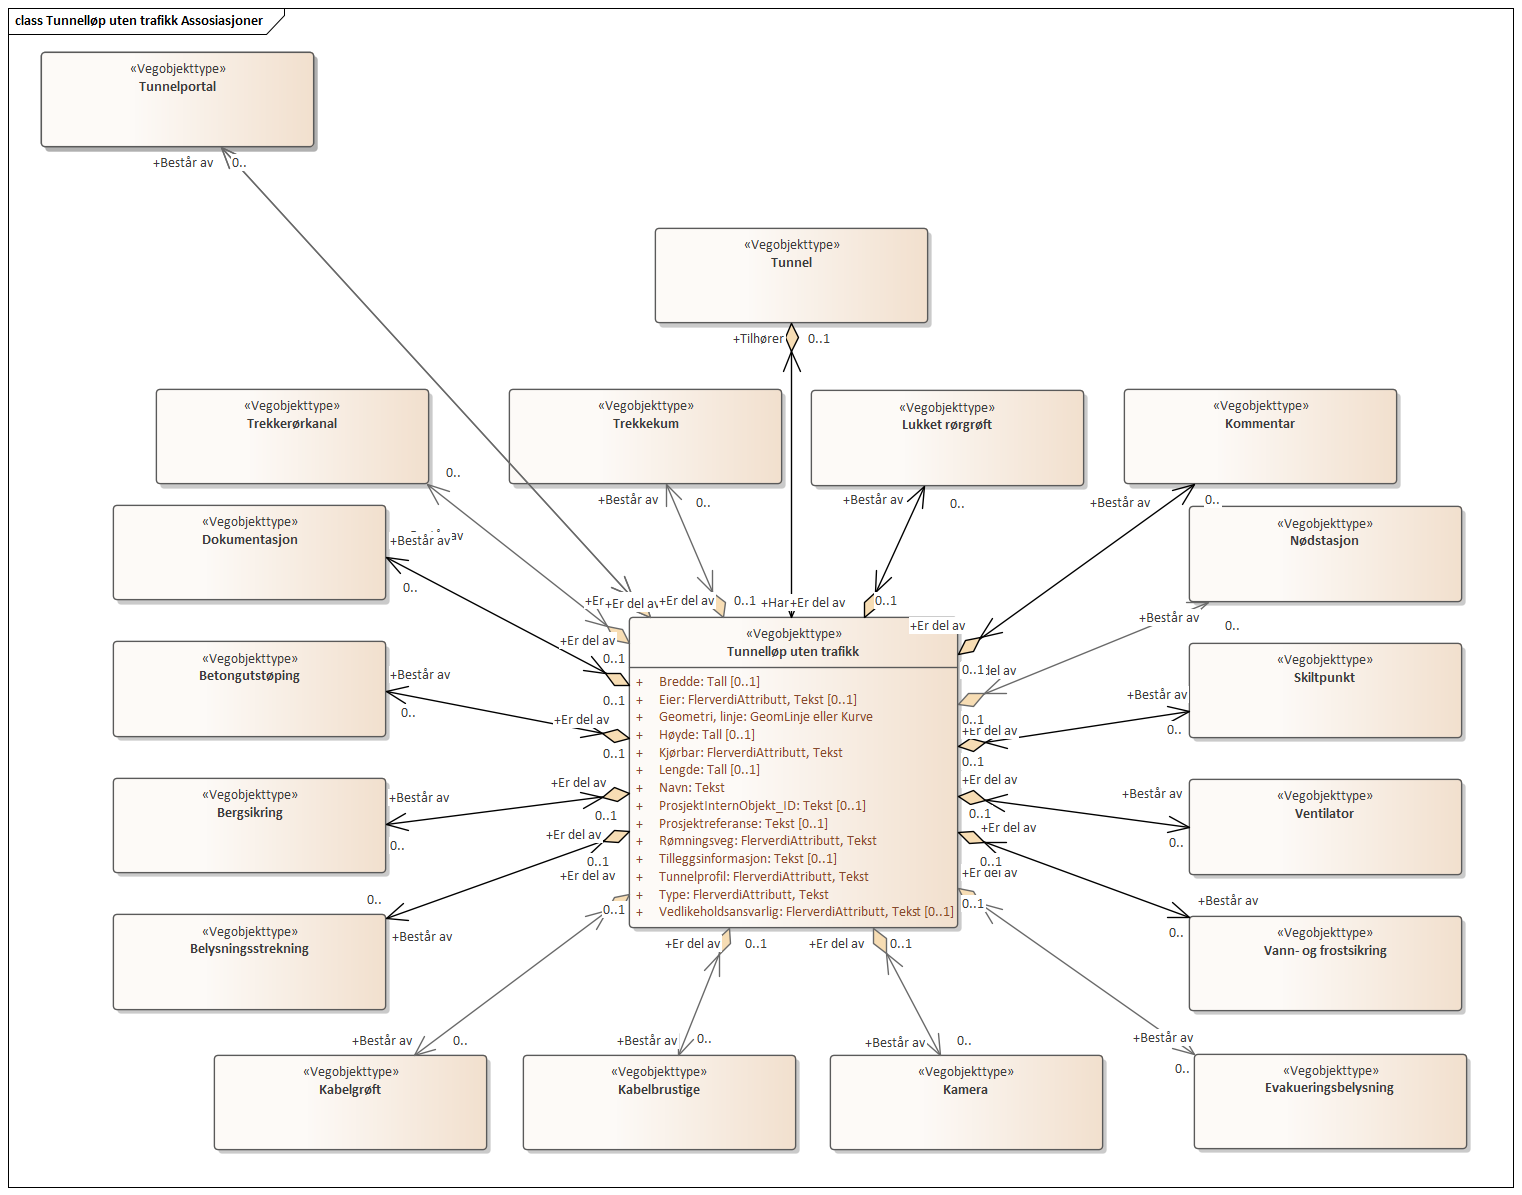 class Tunnelløp uten trafikk Assosiasjoner
«Vegobjekttype»
Tunnelportal
+Består av
0..
«Vegobjekttype»
Tunnel
+Tilhører
0..1
«Vegobjekttype»
Trekkerørkanal
0..
«Vegobjekttype»
Trekkekum
+Består av
0..
«Vegobjekttype»
Lukket rørgrøft
+Består av
0..
«Vegobjekttype»
Kommentar
+Består av
0..
«Vegobjekttype»
Dokumentasjon
+Består av
0..
«Vegobjekttype»
Nødstasjon
+Består av
0..
+Er del av
+Er del av
0..1
+Har
+Er del av
0..1
+Er del av
+Er del av
0..1
0..1
0..1
0..1
«Vegobjekttype»
Tunnelløp uten trafikk
+ Bredde: Tall [0..1]
+ Eier: FlerverdiAttributt, Tekst [0..1]
+ Geometri, linje: GeomLinje eller Kurve
+ Høyde: Tall [0..1]
+ Kjørbar: FlerverdiAttributt, Tekst
+ Lengde: Tall [0..1]
+ Navn: Tekst
+ ProsjektInternObjekt_ID: Tekst [0..1]
+ Prosjektreferanse: Tekst [0..1]
+ Rømningsveg: FlerverdiAttributt, Tekst
+ Tilleggsinformasjon: Tekst [0..1]
+ Tunnelprofil: FlerverdiAttributt, Tekst
+ Type: FlerverdiAttributt, Tekst
+ Vedlikeholdsansvarlig: FlerverdiAttributt, Tekst [0..1]
«Vegobjekttype»
Betongutstøping
+Består av
0..
+Er del av
0..1
«Vegobjekttype»
Skiltpunkt
+Består av
0..
+Er del av
0..1
«Vegobjekttype»
Bergsikring
+Består av
0..
+Er del av
0..1
«Vegobjekttype»
Ventilator
+Består av
0..
+Er del av
0..1
«Vegobjekttype»
Belysningsstrekning
+Består av
0..
+Er del av
0..1
«Vegobjekttype»
Vann- og frostsikring
+Består av
0..
+Er del av
0..1
+Er del av
0..1
+Er del av
0..1
+Er del av
0..1
+Er del av
0..1
«Vegobjekttype»
Kabelgrøft
+Består av
0..
«Vegobjekttype»
Kabelbrustige
+Består av
0..
«Vegobjekttype»
Kamera
+Består av
0..
«Vegobjekttype»
Evakueringsbelysning
+Består av
0..